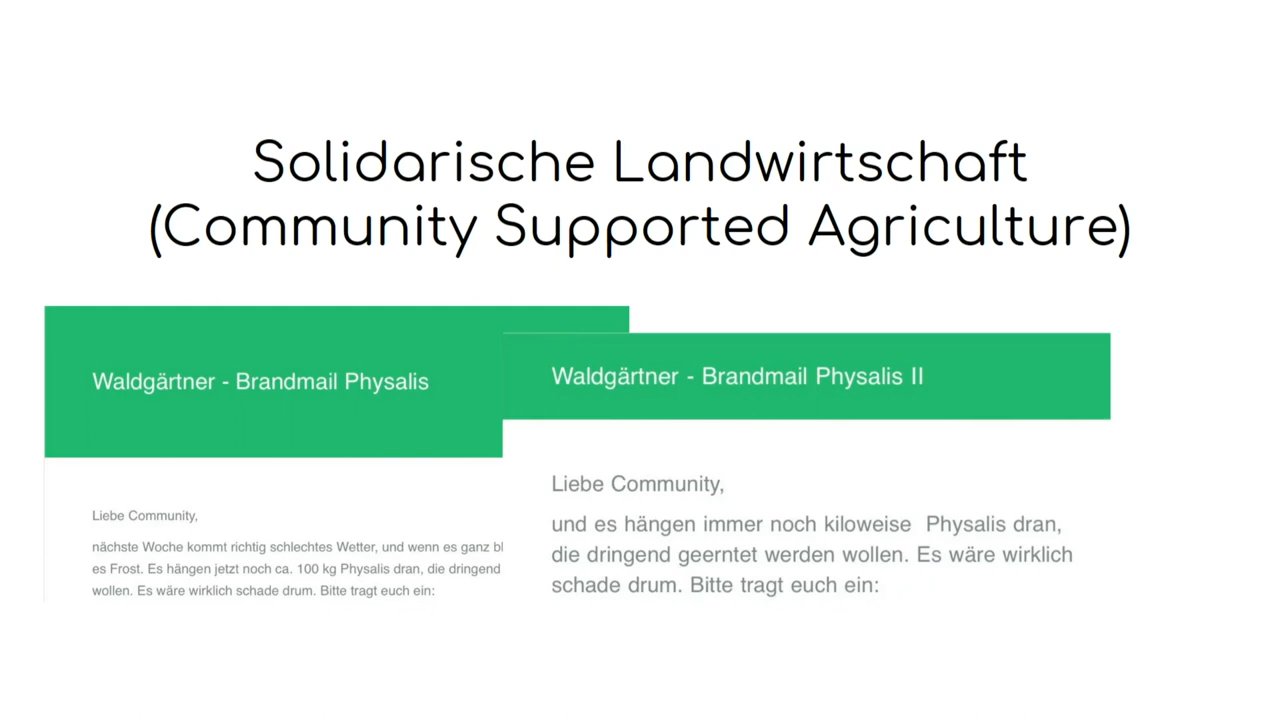 Solidarische Landwirtschaft
(Community Supported Agriculture)
Waldgärtner - Brandmail Physalis
Liebe Community,
nächste Woche kommt richtig schlechtes Wetter, und wenn es ganz bl
es Frost. Es hängen jetzt noch ca. 100 kg Physalis dran, die dringend
wollen. Es wäre wirklich schade drum. Bitte tragt euch ein:
Waldgärtner - Brandmail Physalis II
Liebe Community,
und es hängen immer noch kiloweise Physalis dran,
die dringend geerntet werden wollen. Es wäre wirklich
schade drum. Bitte tragt euch ein: